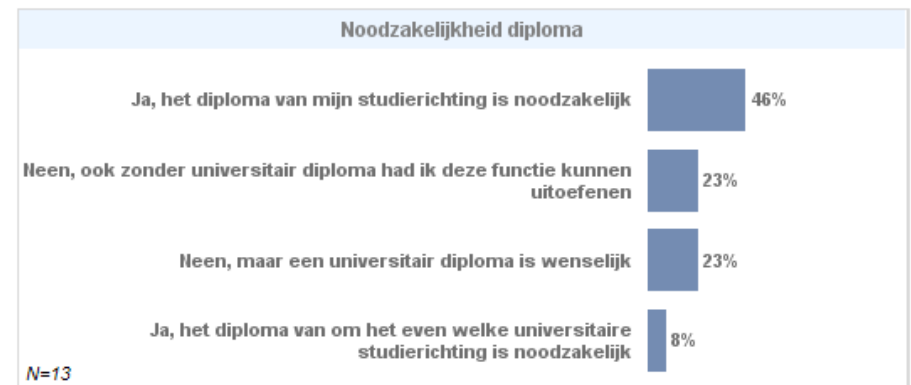 Noodzakelijkheid diploma
Ja, het diploma van mijn studierichting is noodzakelijk
46%
Neen, ook zonder universitair diploma had ik deze functie kunnen
uitoefenen
23%
Neen, maar een universitair diploma is wenselijk
23%
Ja, het diploma van om het even welke universitaire
studierichting is noodzakelijk
8%
N=13